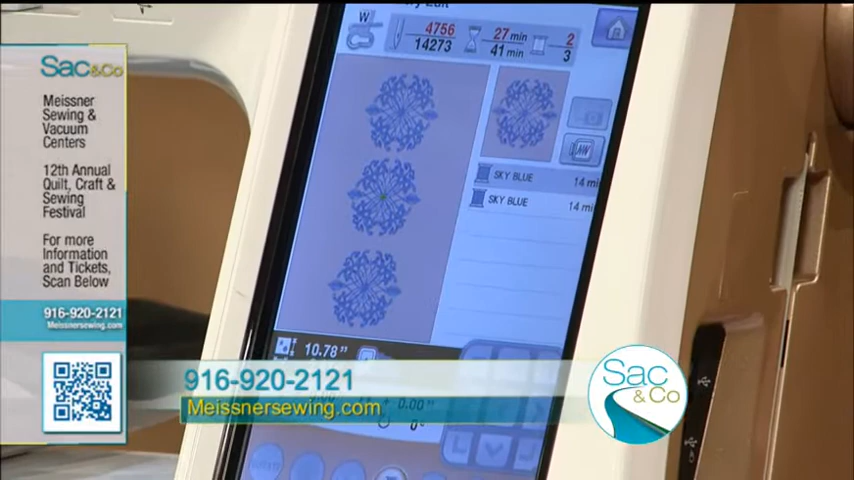 Sac&Co
Meissner
Sewing &
Vacuum
Centers
12th Annual
Quilt, Craft &
Sewing
Festival
For more
Information
and Tickets,
Scan Below
916-920-2121
Meissnersewing.com
W
4756
14273
27 min
41 min
2
3
SKY BLUE
14 min
SKY BLUE
14 min
10.78"
+ 0.00"
0°
916-920-2121
Meissnersewing.com
Sac
& Co